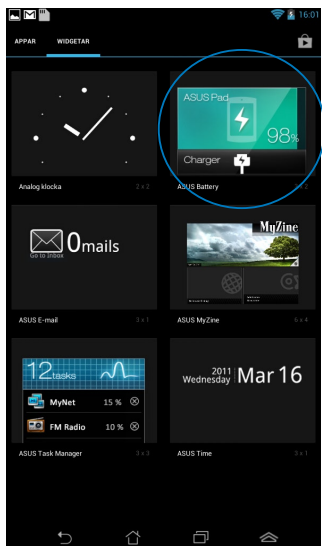 16:01
APPAR WIDGETAR
ASUS Pad
98%
Charger
Analog klocka 2 x 2
ASUS Battery
0mails
Go to Inbox
MyZine
ASUS E-mail 3 x 1
ASUS MyZine 6 x 4
12tasks
MyNet 15 %
FM Radio 10 %
2011
Wednesday Mar 16
ASUS Task Manager 3 x 3
ASUS Time 3 x 1